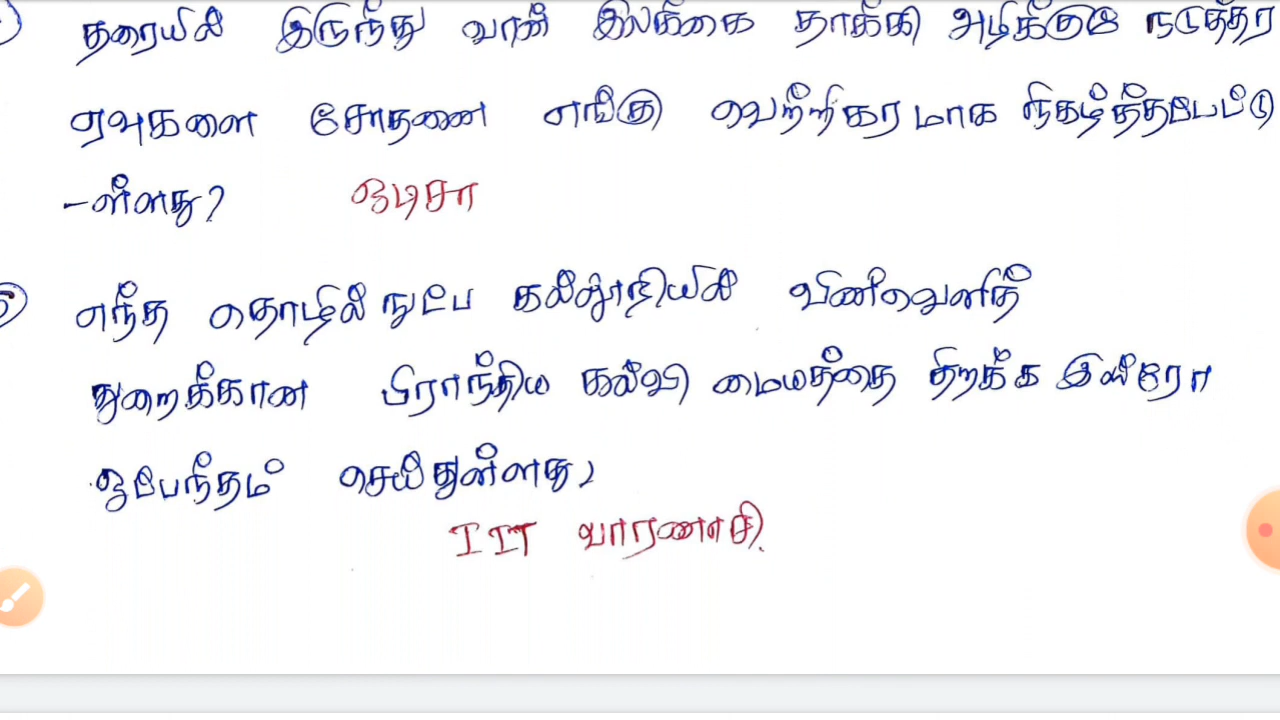 தரையில் இருந்து வான் இலக்கை தாக்கி அழிக்கும் நடுத்தர
ஏவுகளை சோதனை எங்கு வெற்றிகரமாக நிகழ்த்தப்பட்டு
-ள்ளது? ஒடிசா
எந்த தொழில் நுட்ப கல்லூரியில் விண்வெளித்
துறைக்கான பிராந்திய கல்வி மையத்தை திறக்க இஸ்ரோ
ஒப்பந்தம் செய்துள்ளது?
IIT வாரணாசி.